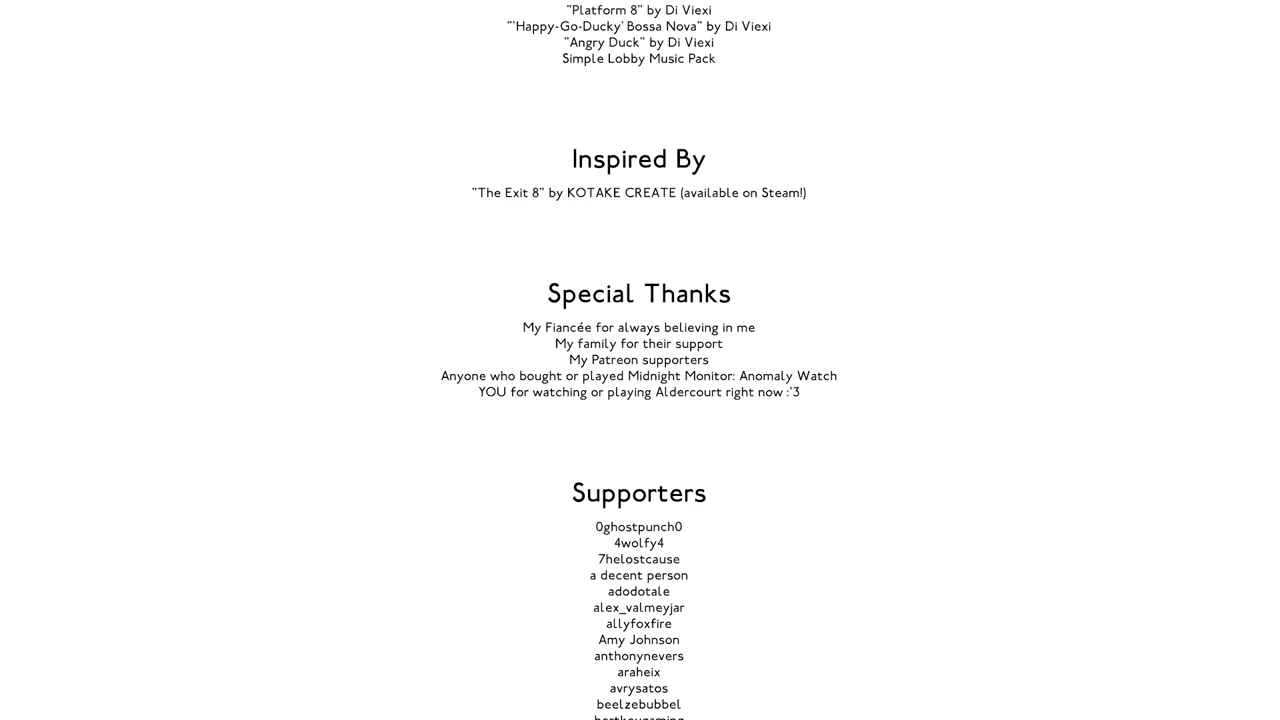 "Platform 8" by Di Viexi
"'Happy-Go-Ducky' Bossa Nova" by Di Viexi
"Angry Duck" by Di Viexi
Simple Lobby Music Pack
Inspired By
"The Exit 8" by KOTAKE CREATE (available on Steam!)
Special Thanks
My Fiancée for always believing in me
My family for their support
My Patreon supporters
Anyone who bought or played Midnight Monitor: Anomaly Watch
YOU for watching or playing Aldercourt right now :'3
Supporters
0ghostpunch0
4wolfy4
7helostcause
a decent person
adodotale
alex_valmeyjar
allyfoxfire
Amy Johnson
anthonynevers
araheix
avrysatos
beelzebubbel